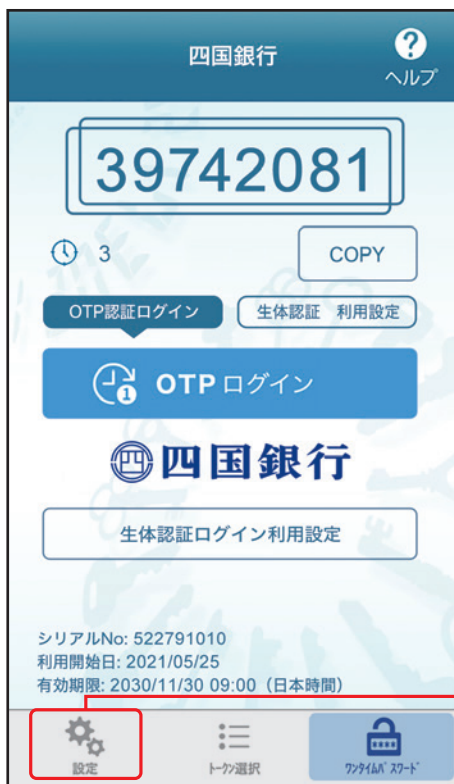 四国銀行
?
ヘルプ
39742081
3
COPY
OTP認証ログイン
生体認証 利用設定
1 OTP ログイン
四国銀行
生体認証ログイン利用設定
シリアルNo: 522791010
利用開始日: 2021/05/25
有効期限: 2030/11/30 09:00（日本時間）
設定
トークン選択
ワンタイムパスワード